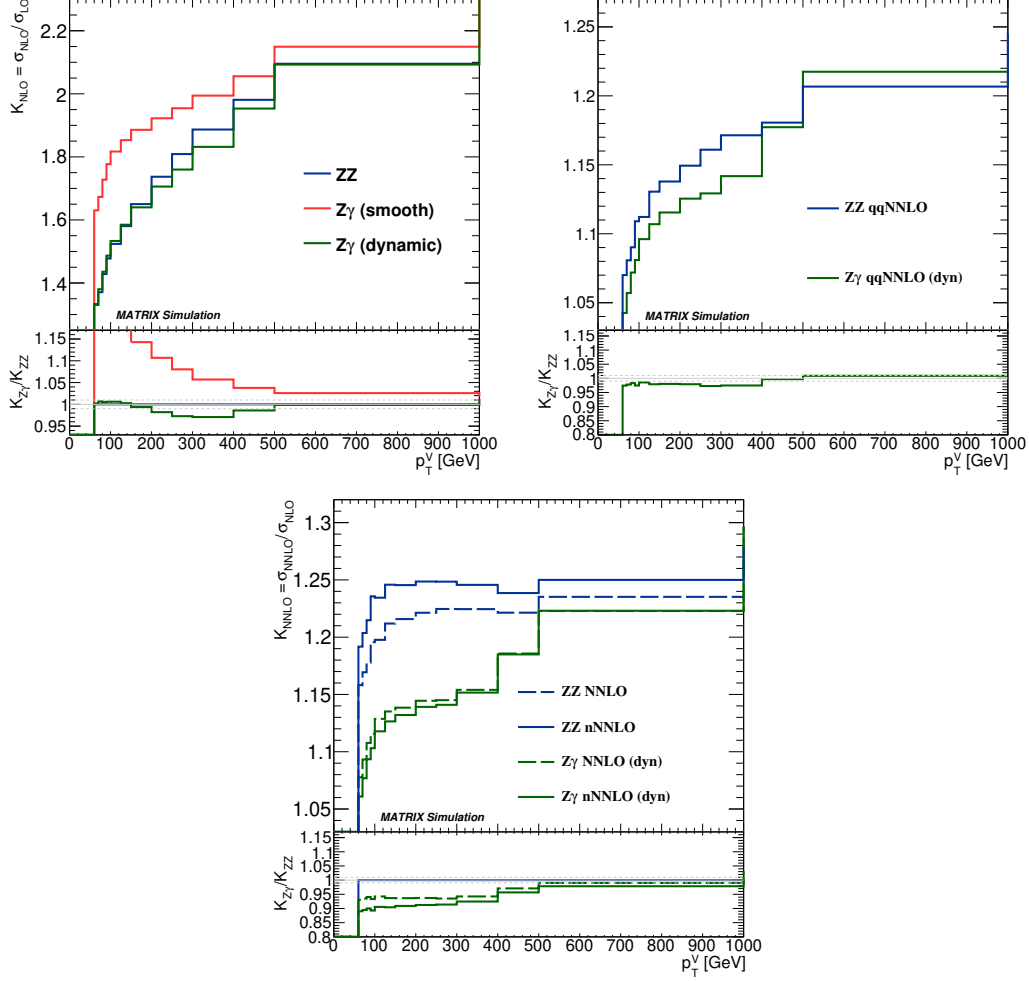 K_NLO = σ_NLO/σ_LO
2.2
2
1.8
1.6
1.4
ZZ
Zγ (smooth)
Zγ (dynamic)
MATRIX Simulation
K_Zγ/K_ZZ
1.15
1.1
1.05
1
0.95
0 100 200 300 400 500 600 700 800 900 1000
p_T^V [GeV]
1.25
1.2
1.15
1.1
1.05
ZZ qqNNLO
Zγ qqNNLO (dyn)
MATRIX Simulation
K_Zγ/K_ZZ
1.15
1.1
1.05
1
0.95
0.9
0.85
0.8
0 100 200 300 400 500 600 700 800 900 1000
p_T^V [GeV]
K_NNLO = σ_NNLO/σ_NLO
1.3
1.25
1.2
1.15
1.1
1.05
ZZ NNLO
ZZ nNNLO
Zγ NNLO (dyn)
Zγ nNNLO (dyn)
MATRIX Simulation
K_Zγ/K_ZZ
1.15
1.1
1.05
1
0.95
0.9
0.85
0.8
0 100 200 300 400 500 600 700 800 900 1000
p_T^V [GeV]